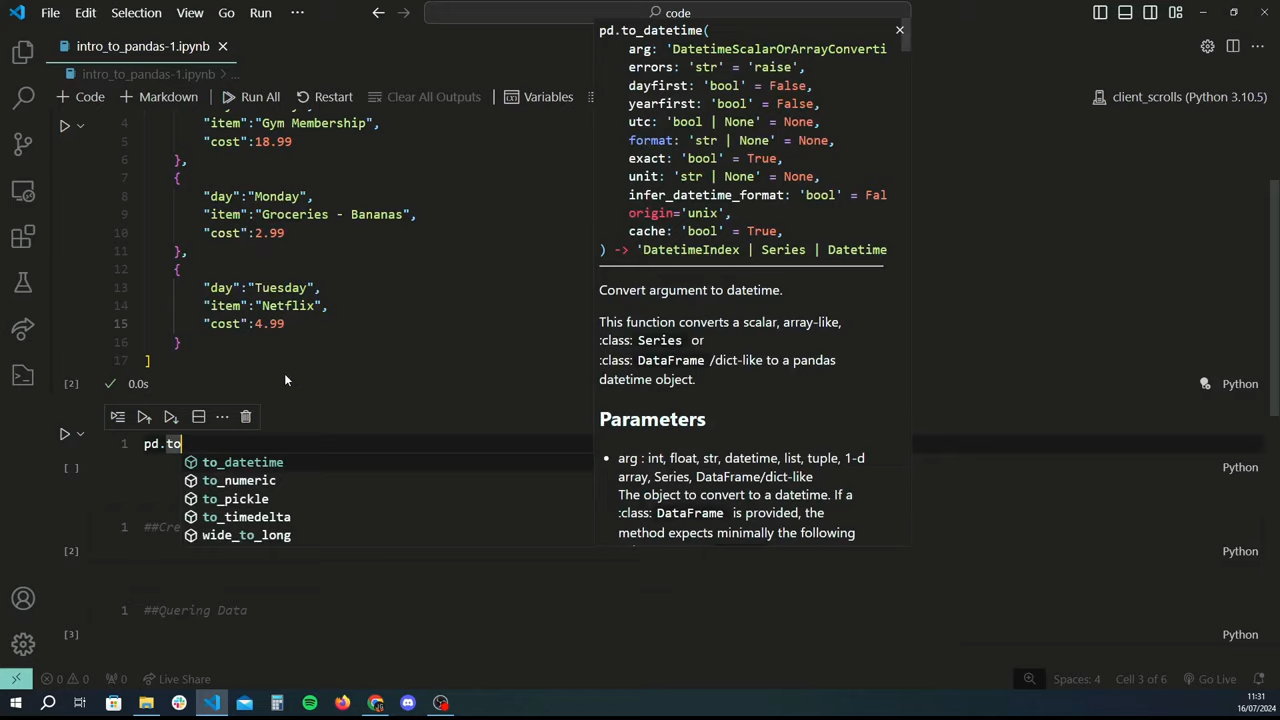 File Edit Selection View Go Run ··· code
intro_to_pandas-1.ipynb
intro_to_pandas-1.ipynb > ...
+ Code + Markdown Run All Restart Clear All Outputs Variables client_scrolls (Python 3.10.5)
4 "item":"Gym Membership",
5 "cost":18.99
6 },
7 {
8 "day":"Monday",
9 "item":"Groceries - Bananas",
10 "cost":2.99
11 },
12 {
13 "day":"Tuesday",
14 "item":"Netflix",
15 "cost":4.99
16 }
17 ]
[2] 0.0s Python
1 pd.to
[ ] Python
to_datetime
to_numeric
to_pickle
to_timedelta
wide_to_long
1 ##Cre
[2] Python
1 ##Quering Data
[3] Python
pd.to_datetime(
arg: 'DatetimeScalarOrArrayConverti
errors: 'str' = 'raise',
dayfirst: 'bool' = False,
yearfirst: 'bool' = False,
utc: 'bool | None' = None,
format: 'str | None' = None,
exact: 'bool' = True,
unit: 'str | None' = None,
infer_datetime_format: 'bool' = Fal
origin='unix',
cache: 'bool' = True,
) -> 'DatetimeIndex | Series | Datetime
Convert argument to datetime.
This function converts a scalar, array-like,
:class: Series or
:class: DataFrame /dict-like to a pandas
datetime object.
Parameters
• arg : int, float, str, datetime, list, tuple, 1-d
array, Series, DataFrame/dict-like
The object to convert to a datetime. If a
:class: DataFrame is provided, the
method expects minimally the following
0 0 0 Live Share Spaces: 4 Cell 3 of 6 Go Live
11:31
16/07/2024